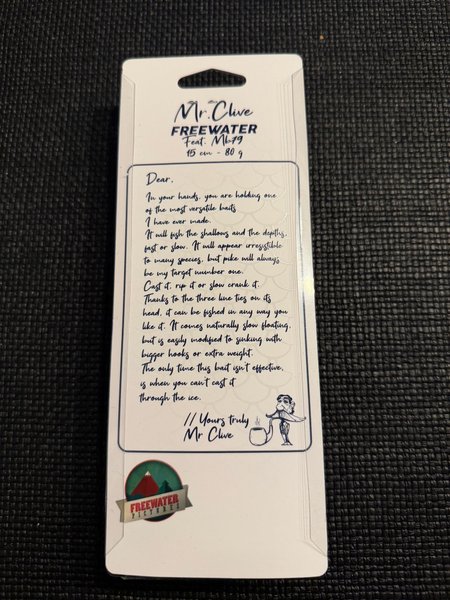 Mr. Clive
FREEWATER
Feat. Mh79
15 cm - 80 g
Dear,
In your hands, you are holding one
of the most versatile baits
I have ever made.
It will fish the shallows and the depths,
fast or slow. It will appear irresistible
to many species, but pike will always
be my target number one.
Cast it, rip it or slow crank it.
Thanks to the three line ties on its
head, it can be fished in any way you
like it. It comes naturally slow floating,
but is easily modified to sinking with
bigger hooks or extra weight.
The only time this bait isn't effective,
is when you can't cast it
through the ice.
// Yours truly
Mr Clive
FREEWATER
PICTURES